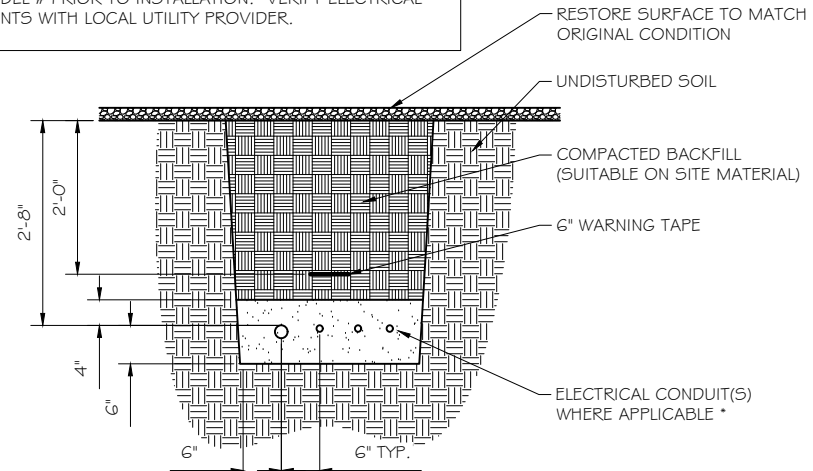 PRIOR TO INSTALLATION. VERIFY ELECTRICAL
NTS WITH LOCAL UTILITY PROVIDER.
RESTORE SURFACE TO MATCH
ORIGINAL CONDITION
UNDISTURBED SOIL
COMPACTED BACKFILL
(SUITABLE ON SITE MATERIAL)
6" WARNING TAPE
2'-8"
2'-0"
4"
6"
ELECTRICAL CONDUIT(S)
WHERE APPLICABLE *
6"
6" TYP.